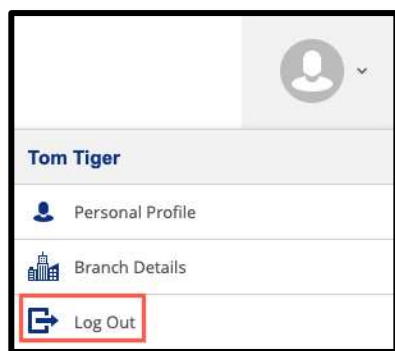 Tom Tiger
Personal Profile
Branch Details
Log Out